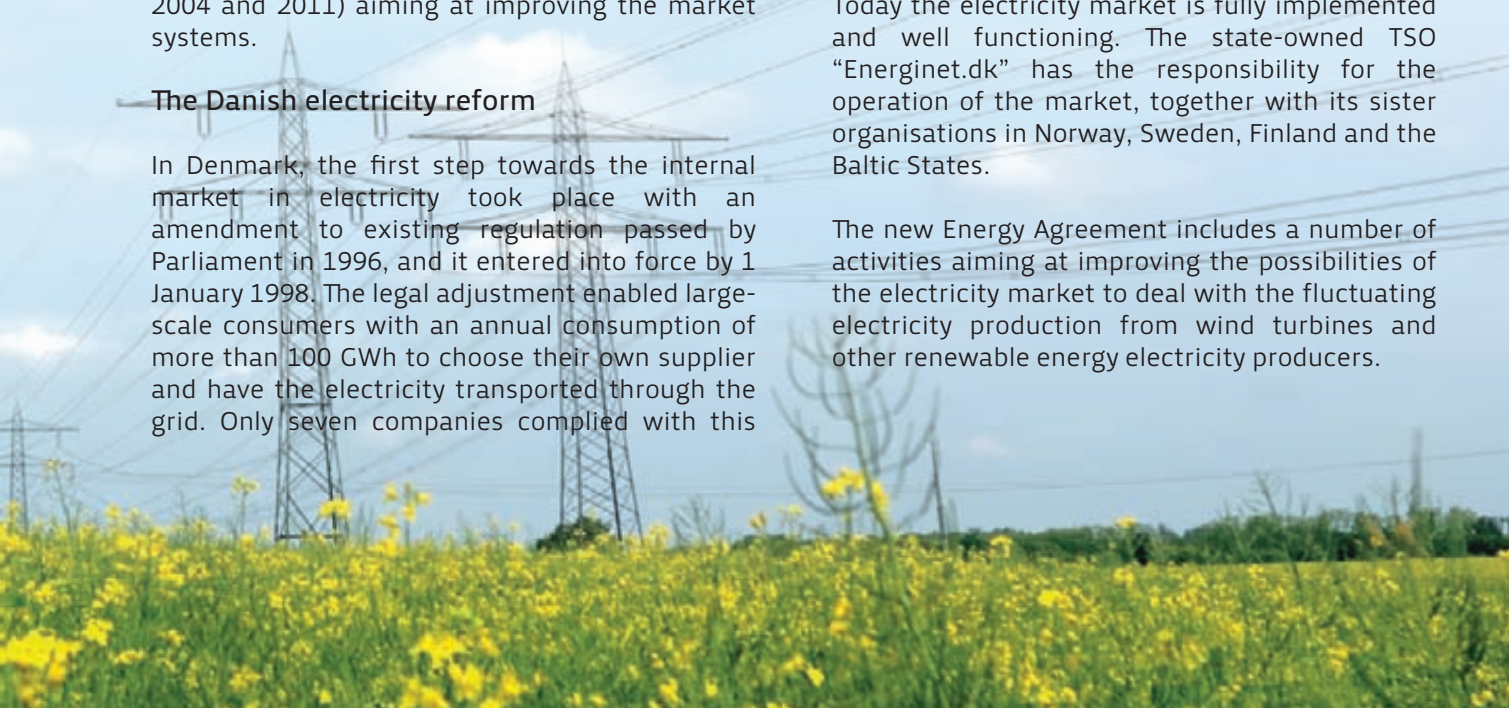 2004 and 2011) aiming at improving the market
systems.
The Danish electricity reform
In Denmark, the first step towards the internal
market in electricity took place with an
amendment to existing regulation passed by
Parliament in 1996, and it entered into force by 1
January 1998. The legal adjustment enabled large-
scale consumers with an annual consumption of
more than 100 GWh to choose their own supplier
and have the electricity transported through the
grid. Only seven companies complied with this
Today the electricity market is fully implemented
and well functioning. The state-owned TSO
“Energinet.dk” has the responsibility for the
operation of the market, together with its sister
organisations in Norway, Sweden, Finland and the
Baltic States.
The new Energy Agreement includes a number of
activities aiming at improving the possibilities of
the electricity market to deal with the fluctuating
electricity production from wind turbines and
other renewable energy electricity producers.